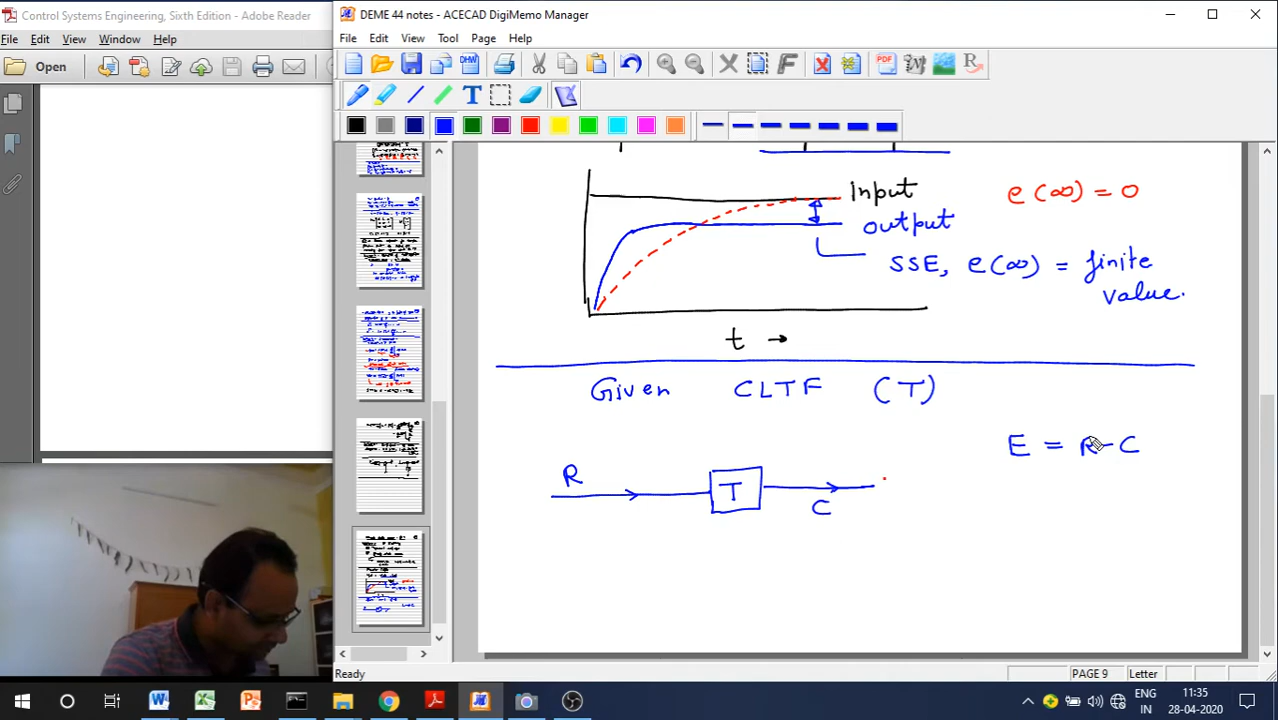 Control Systems Engineering, Sixth Edition - Adobe Reader
File Edit View Window Help
Open
DEME 44 notes - ACECAD DigiMemo Manager
File Edit View Tool Page Help
Input
e(∞) = 0
output
SSE, e(∞) = finite
value.
t →
Given CLTF (T)
E = R - C
R
T
C
Ready
PAGE 9
Letter
ENG
IN
11:35
28-04-2020